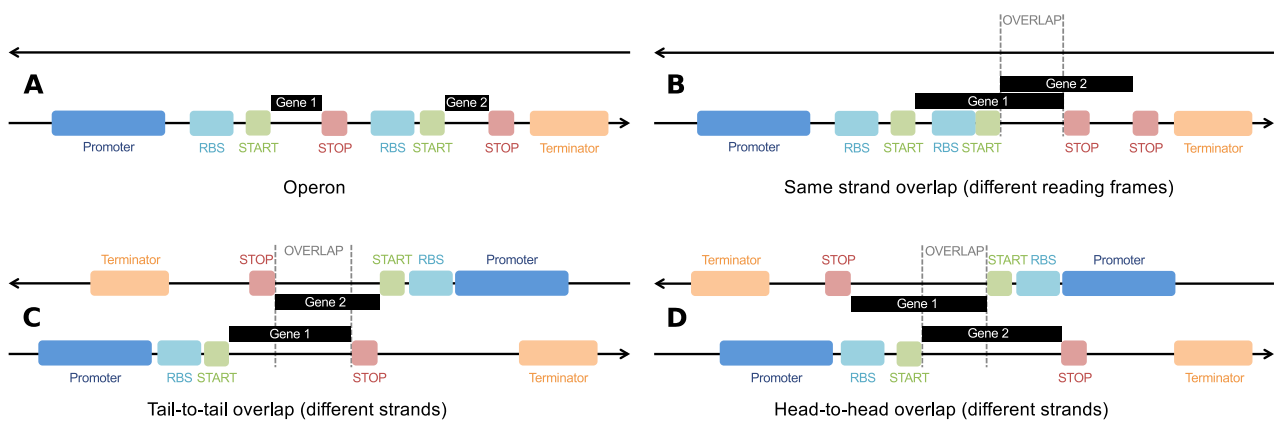 OVERLAP
A
Gene 1
Gene 2
Promoter
RBS
START
STOP
RBS
START
STOP
Terminator
Operon
B
Gene 2
Gene 1
Promoter
RBS
START
RBS
START
STOP
STOP
Terminator
Same strand overlap (different reading frames)
Terminator
STOP
OVERLAP
START
RBS
Promoter
C
Gene 2
Gene 1
Promoter
RBS
START
STOP
Terminator
Tail-to-tail overlap (different strands)
Terminator
STOP
OVERLAP
START
RBS
Promoter
D
Gene 1
Gene 2
Promoter
RBS
START
STOP
Terminator
Head-to-head overlap (different strands)